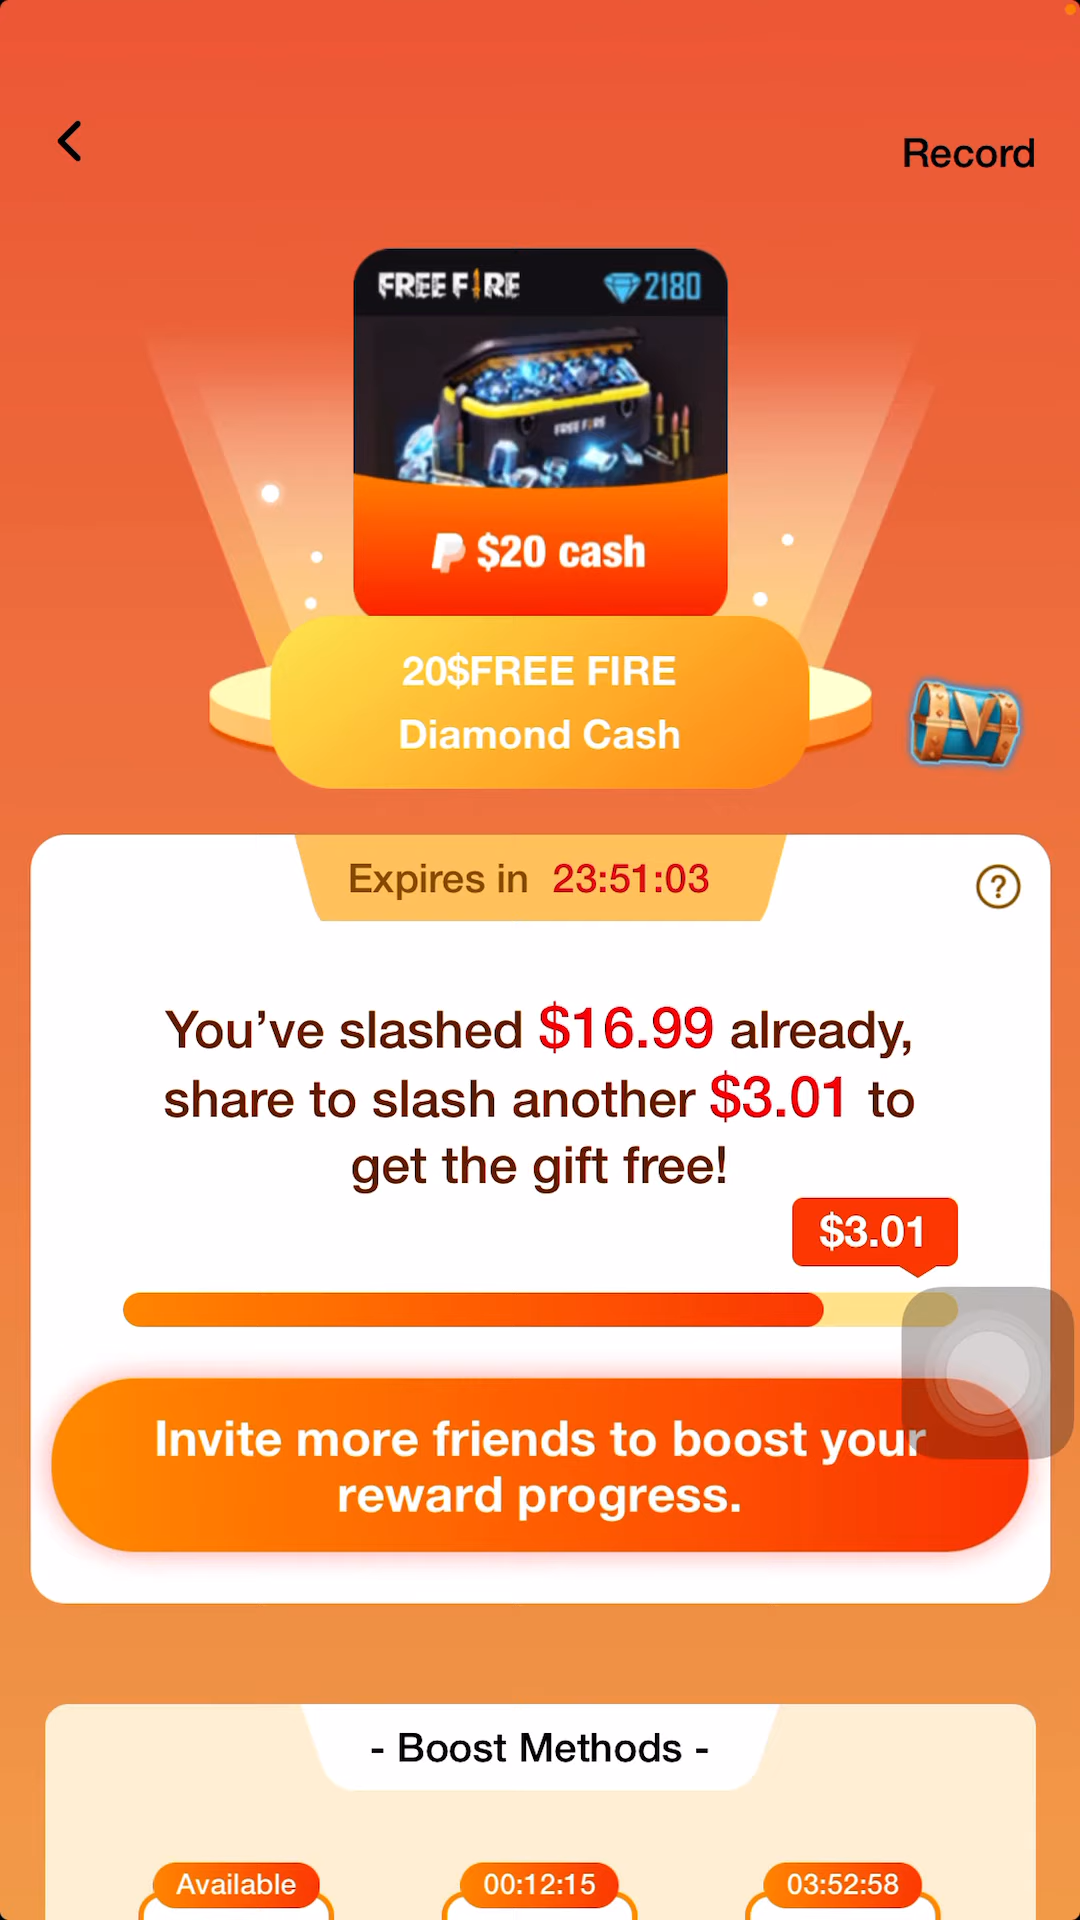 Record
FREE FIRE 2180
FREE FIRE
$20 cash
20$FREE FIRE
Diamond Cash
Expires in 23:51:03
?
You’ve slashed $16.99 already,
share to slash another $3.01 to
get the gift free!
$3.01
Invite more friends to boost your
reward progress.
- Boost Methods -
Available 00:12:15 03:52:58